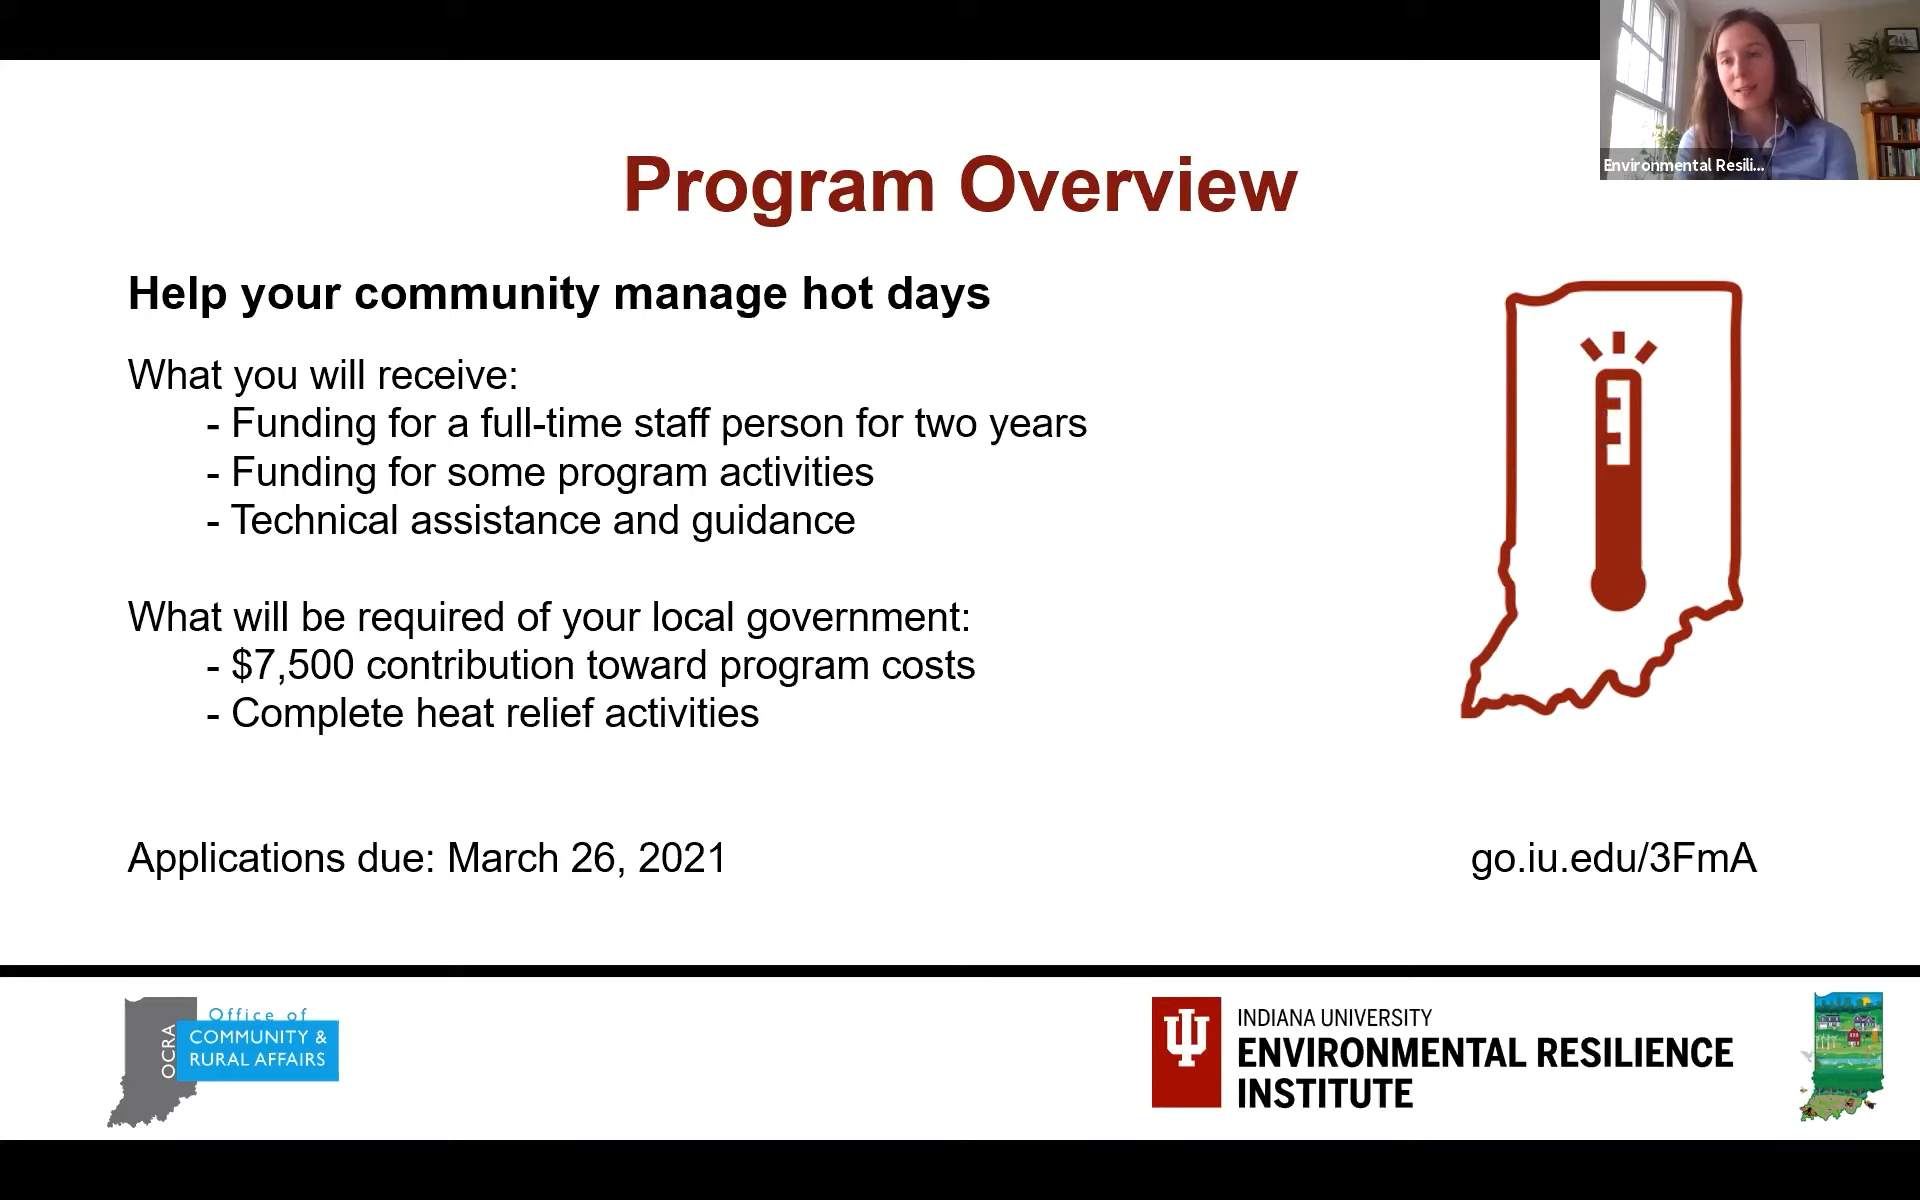 Environmental Resili...
Program Overview
Help your community manage hot days
What you will receive:
- Funding for a full-time staff person for two years
- Funding for some program activities
- Technical assistance and guidance
What will be required of your local government:
- $7,500 contribution toward program costs
- Complete heat relief activities
Applications due: March 26, 2021
go.iu.edu/3FmA
OCRA
Office of
COMMUNITY &
RURAL AFFAIRS
INDIANA UNIVERSITY
ENVIRONMENTAL RESILIENCE
INSTITUTE